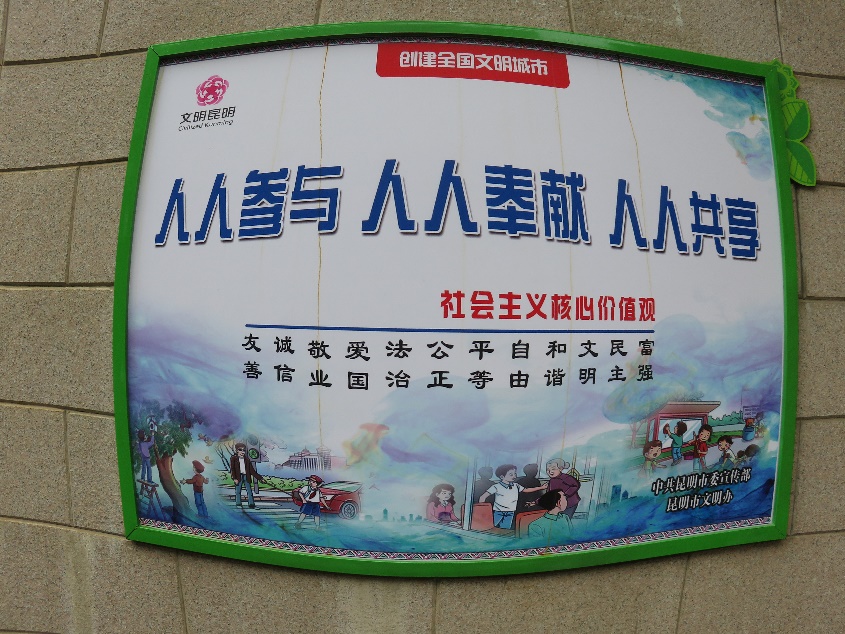 创建全国文明城市
文明昆明
Civilized Kunming
人人参与 人人奉献 人人共享
社会主义核心价值观
友诚敬爱法公平自和文民富
善信业国治正等由谐明主强
中共昆明市委宣传部
昆明市文明办